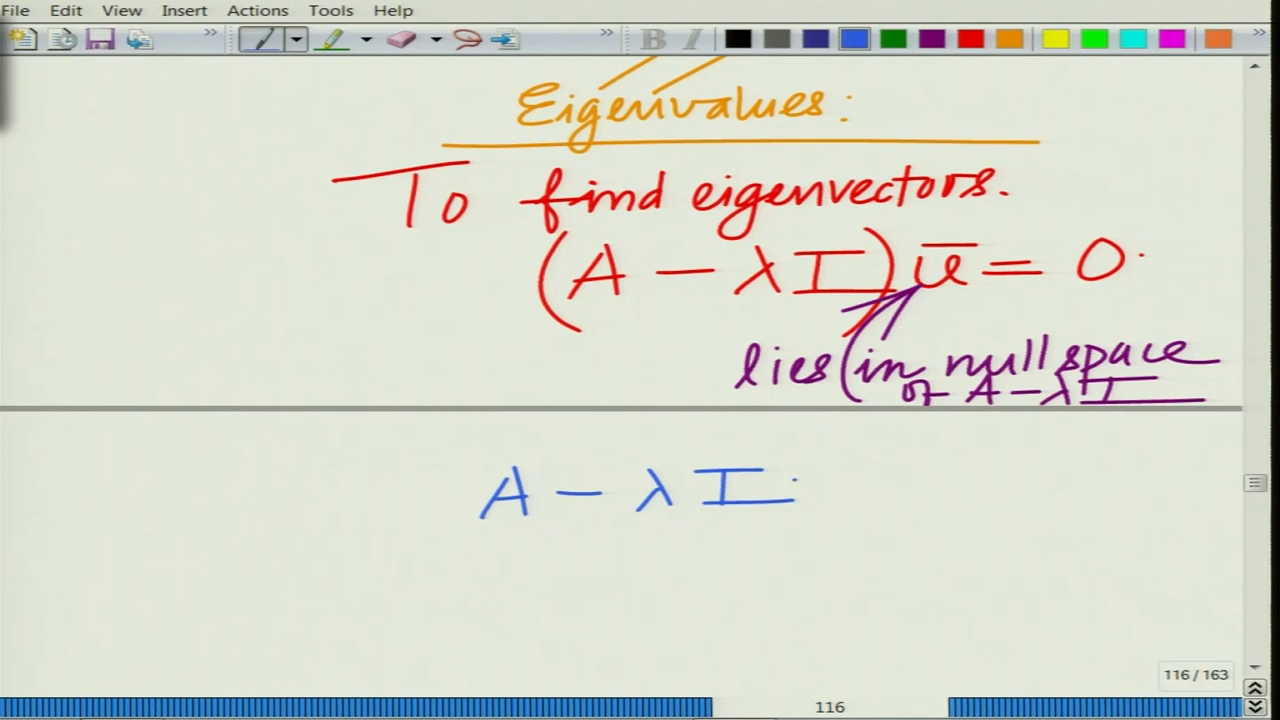 File Edit View Insert Actions Tools Help
B I
Eigenvalues:
To find eigenvectors.
(A - λI)u̅ = 0.
lies in null space
of A - λI
A - λI.
116 / 163
116